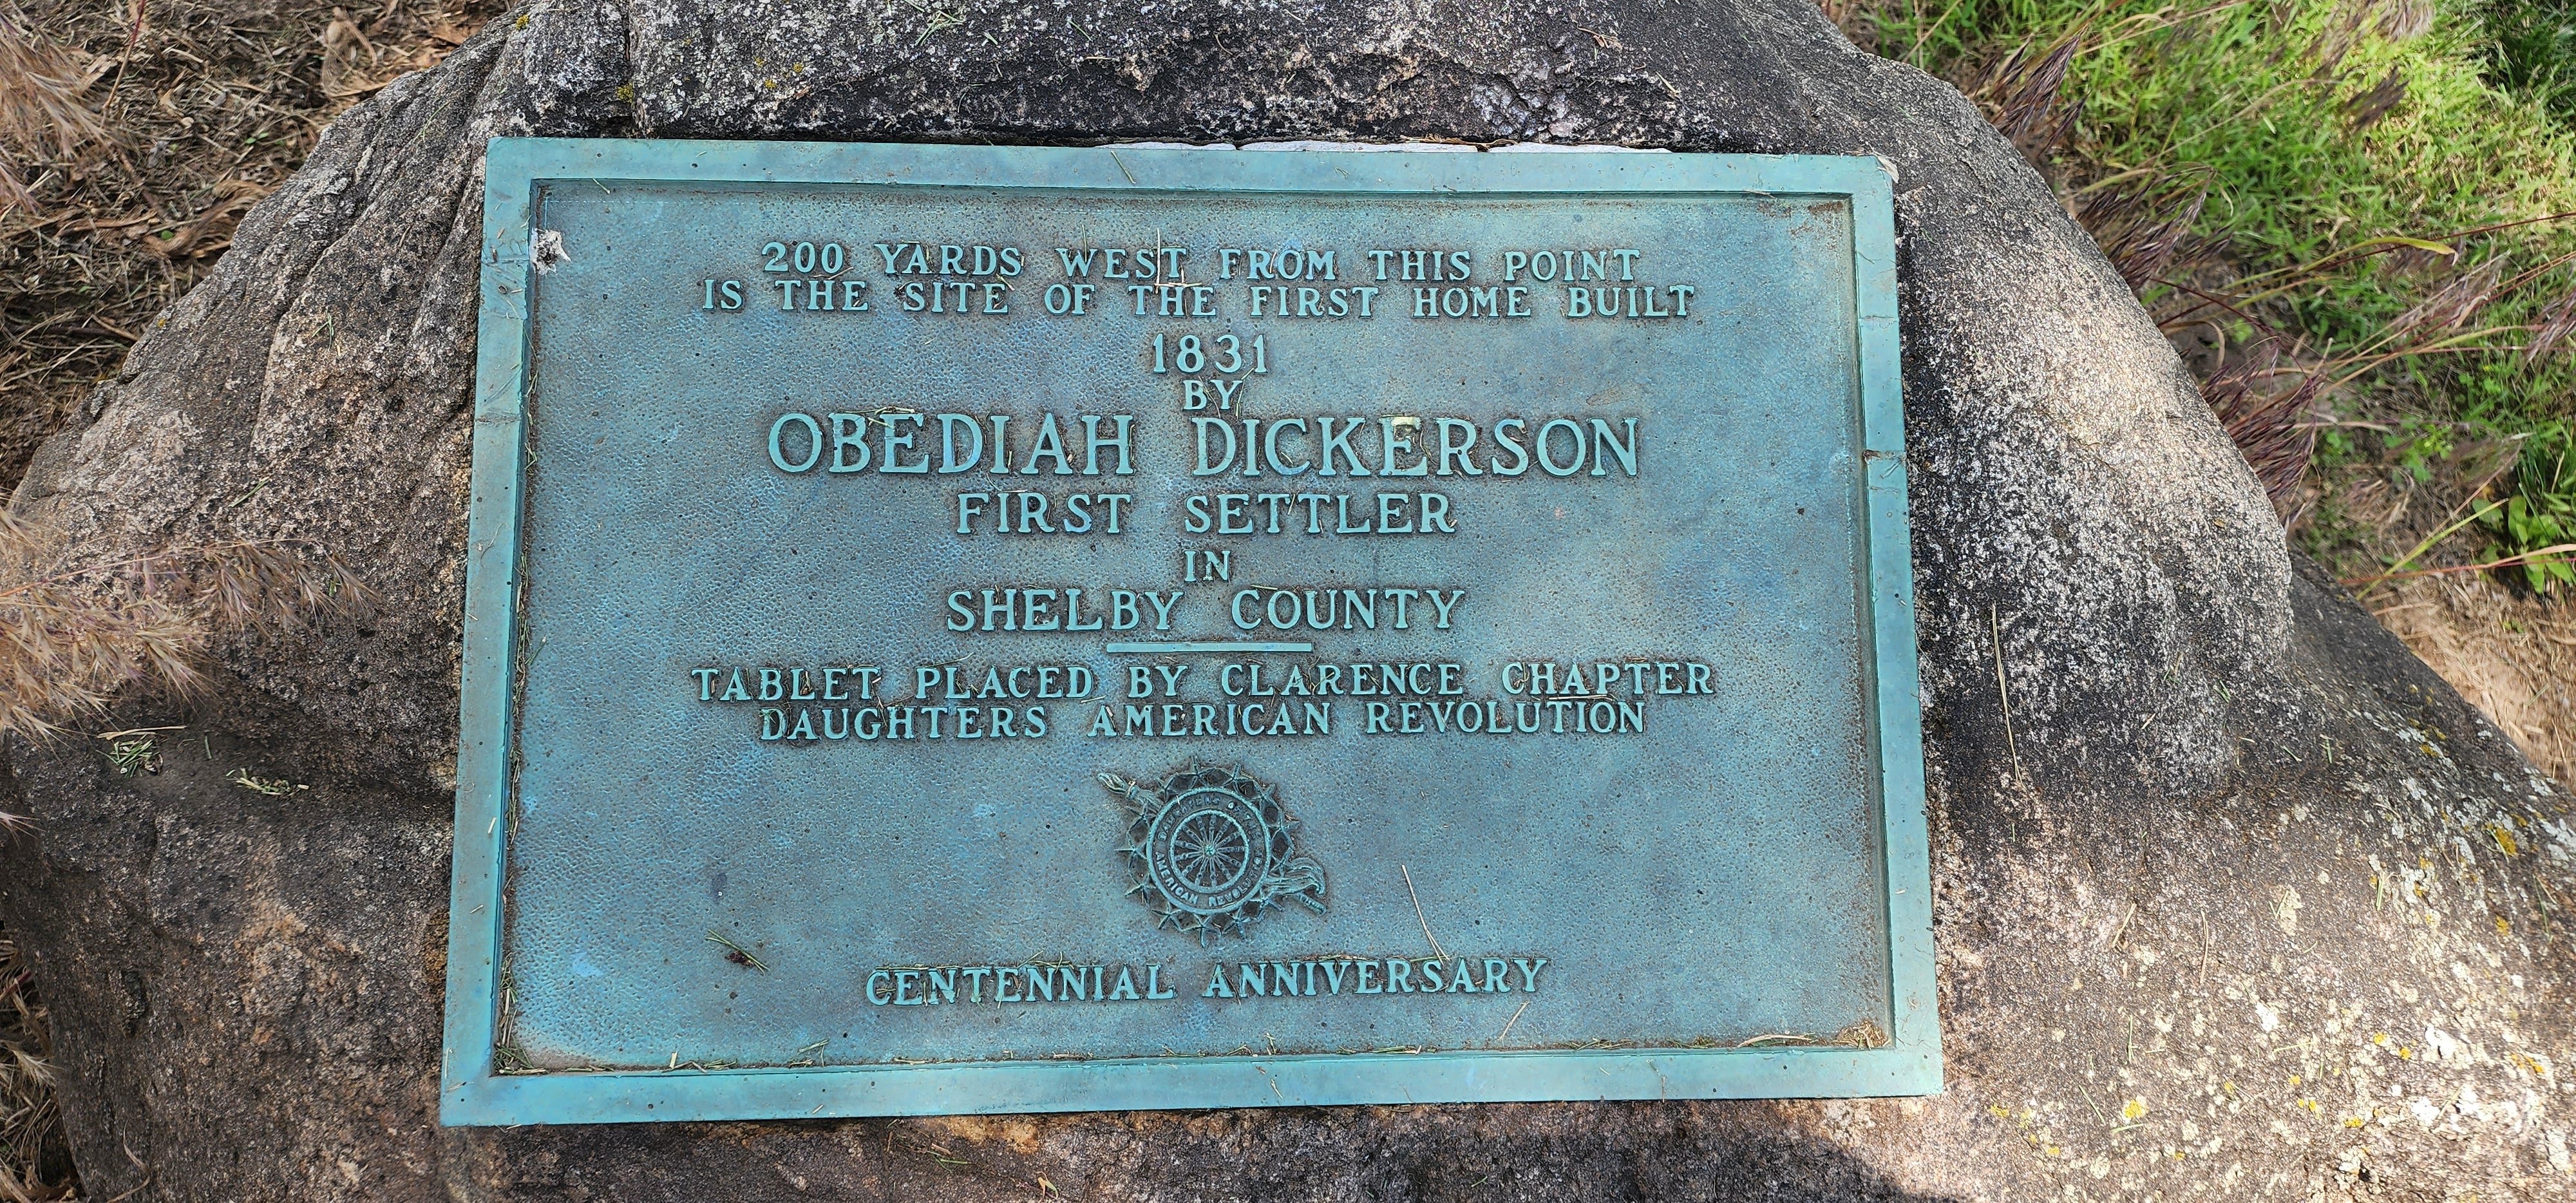 200 YARDS WEST FROM THIS POINT
IS THE SITE OF THE FIRST HOME BUILT
1831
BY
OBEDIAH DICKERSON
FIRST SETTLER
IN
SHELBY COUNTY
TABLET PLACED BY CLARENCE CHAPTER
DAUGHTERS AMERICAN REVOLUTION
AMERICAN
CENTENNIAL ANNIVERSARY